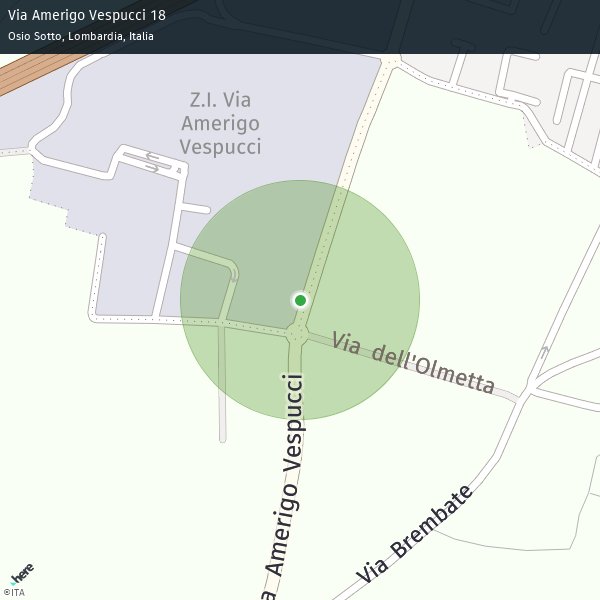 Via Amerigo Vespucci 18
Osio Sotto, Lombardia, Italia
Z.I. Via
Amerigo
Vespucci
Via dell'Olmetta
a Amerigo Vespucci
Via Brembate
here
©ITA